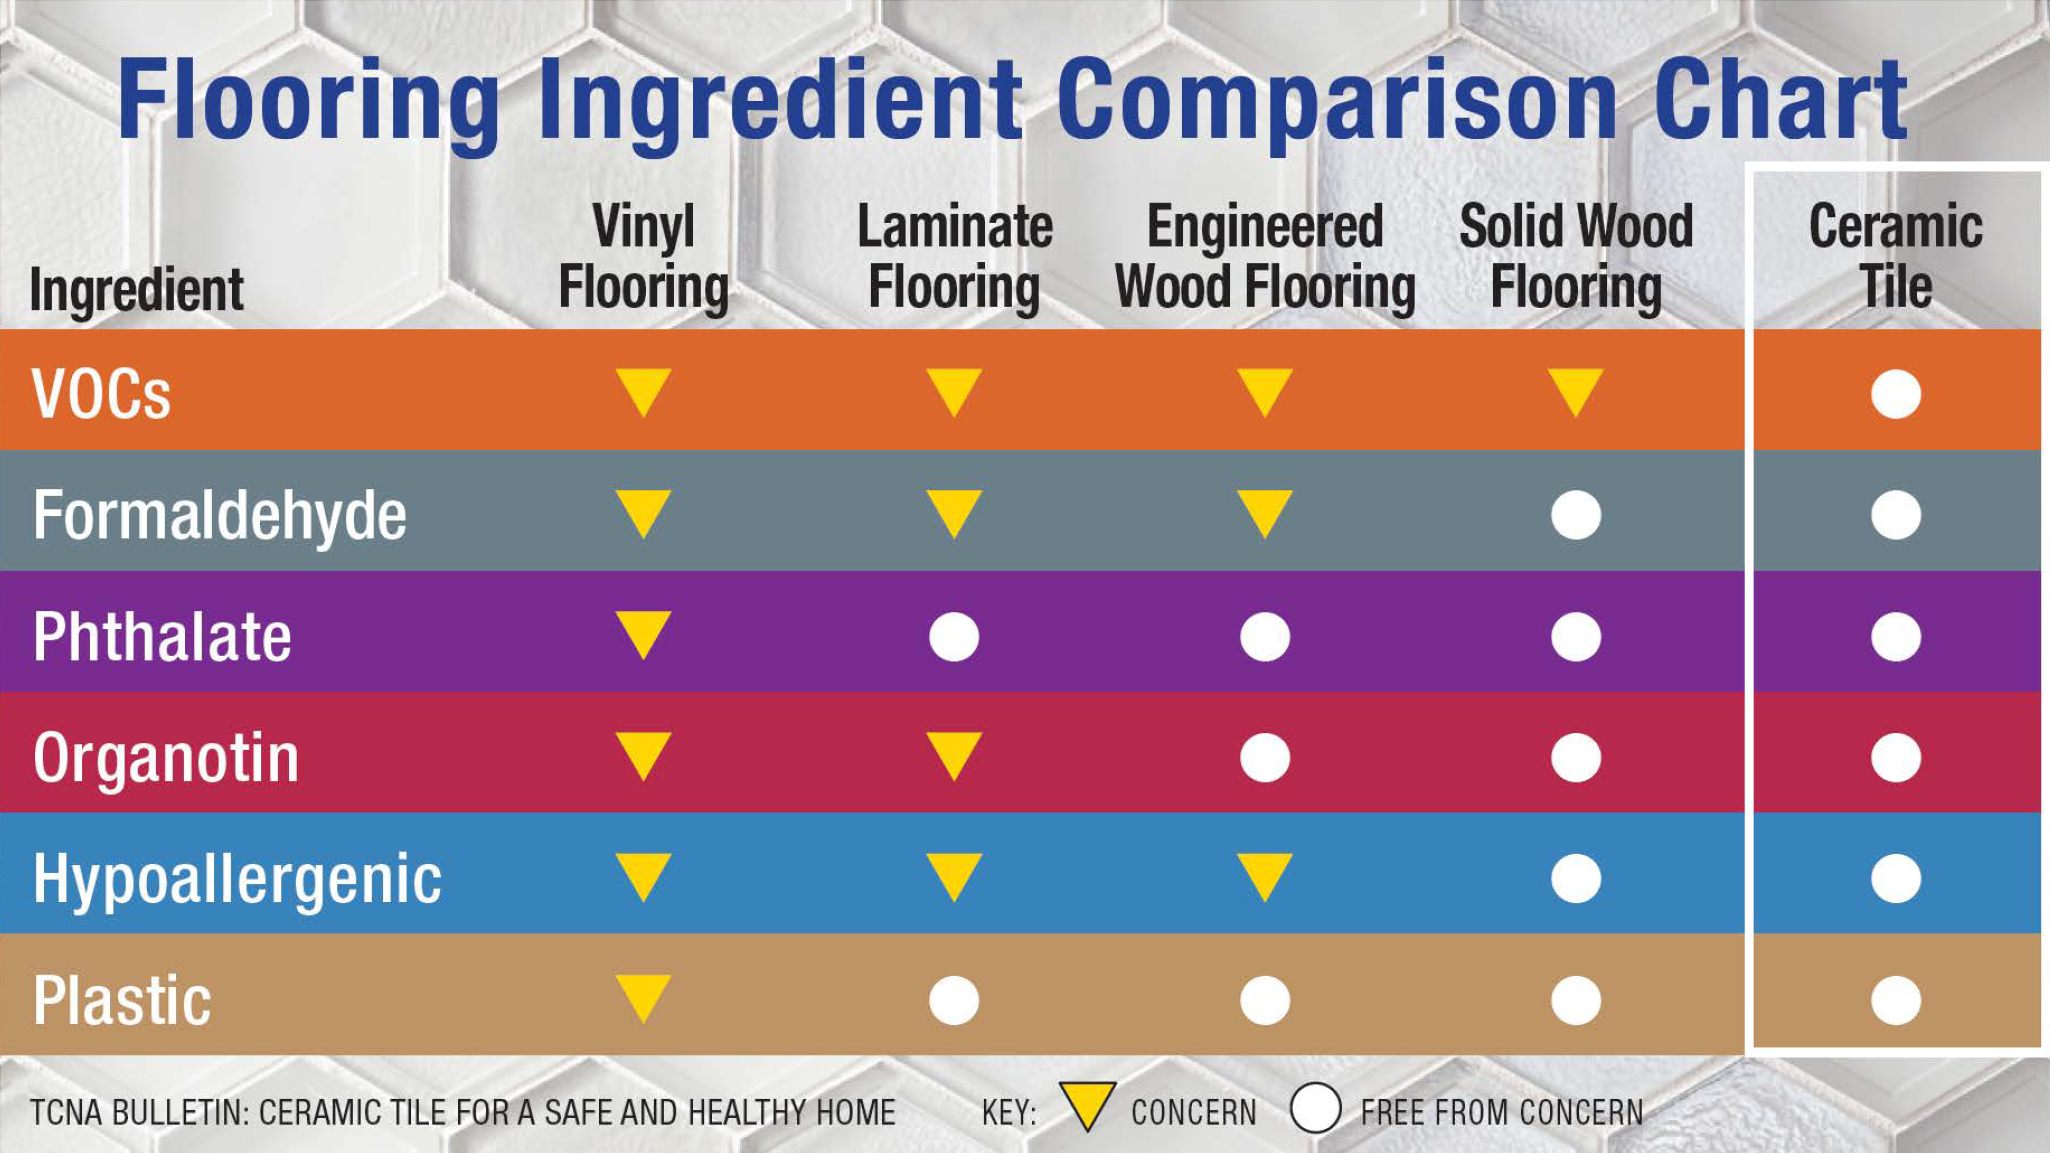 Flooring Ingredient Comparison Chart
Ingredient
Vinyl
Flooring
Laminate
Flooring
Engineered
Wood Flooring
Solid Wood
Flooring
Ceramic
Tile
VOCs
Formaldehyde
Phthalate
Organotin
Hypoallergenic
Plastic
TCNA BULLETIN: CERAMIC TILE FOR A SAFE AND HEALTHY HOME
KEY: CONCERN FREE FROM CONCERN